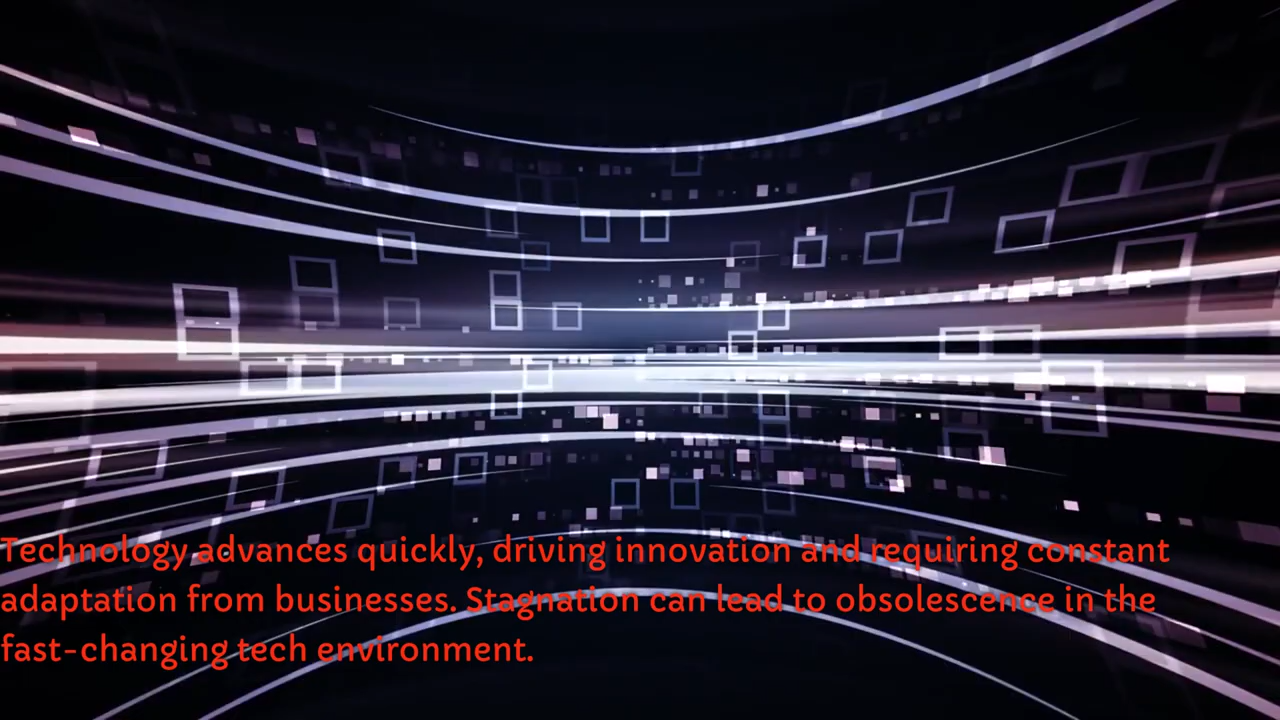 Technology advances quickly, driving innovation and requiring constant
adaptation from businesses. Stagnation can lead to obsolescence in the
fast-changing tech environment.